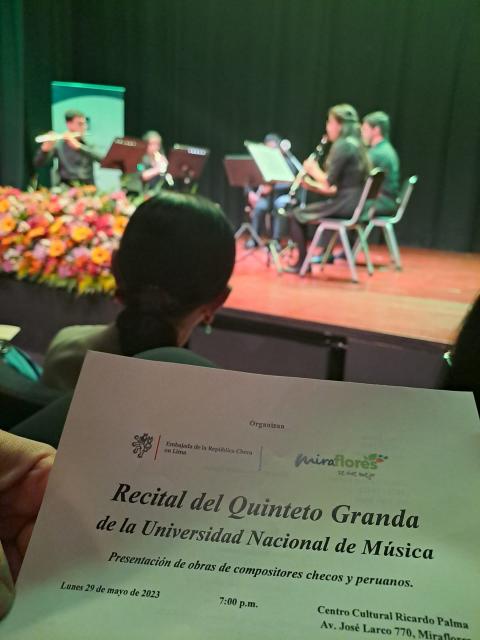 Organizan
Embajada de la República Checa
en Lima
Miraflores
Recital del Quinteto Granda
de la Universidad Nacional de Música
Presentación de obras de compositores checos y peruanos.
Lunes 29 de mayo de 2023
7:00 p.m.
Centro Cultural Ricardo Palma
Av. José Larco 770, Miraflores